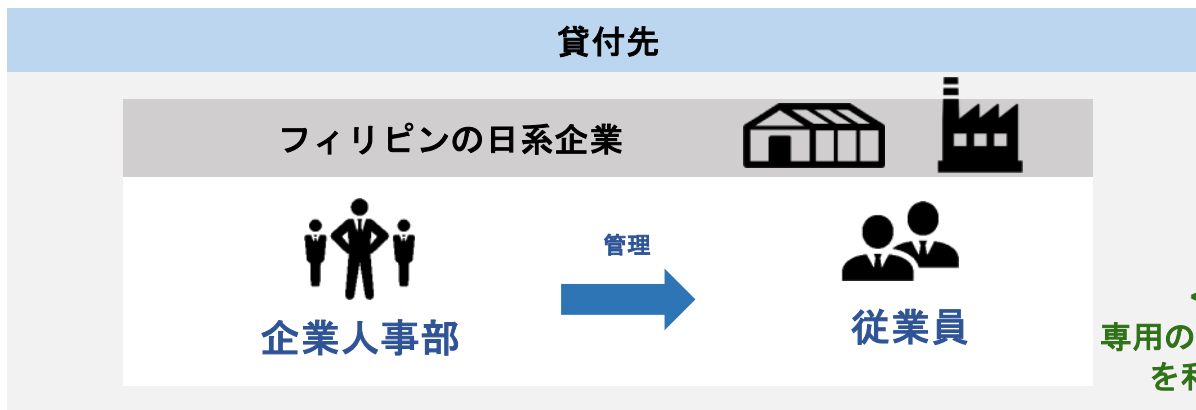 貸付先
フィリピンの日系企業
管理
企業人事部
従業員
専用の
を利